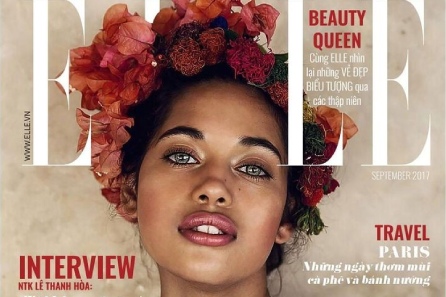 ELLE
BEAUTY
QUEEN
Cùng ELLE nhìn
lại những VẺ ĐẸP
BIỂU TƯỢNG qua
các thập niên
WWW.ELLE.VN
SEPTEMBER 2017
TRAVEL
PARIS
Những ngày thơm mùi
cà phê và bánh nướng
INTERVIEW
NTK LÊ THANH HÒA: